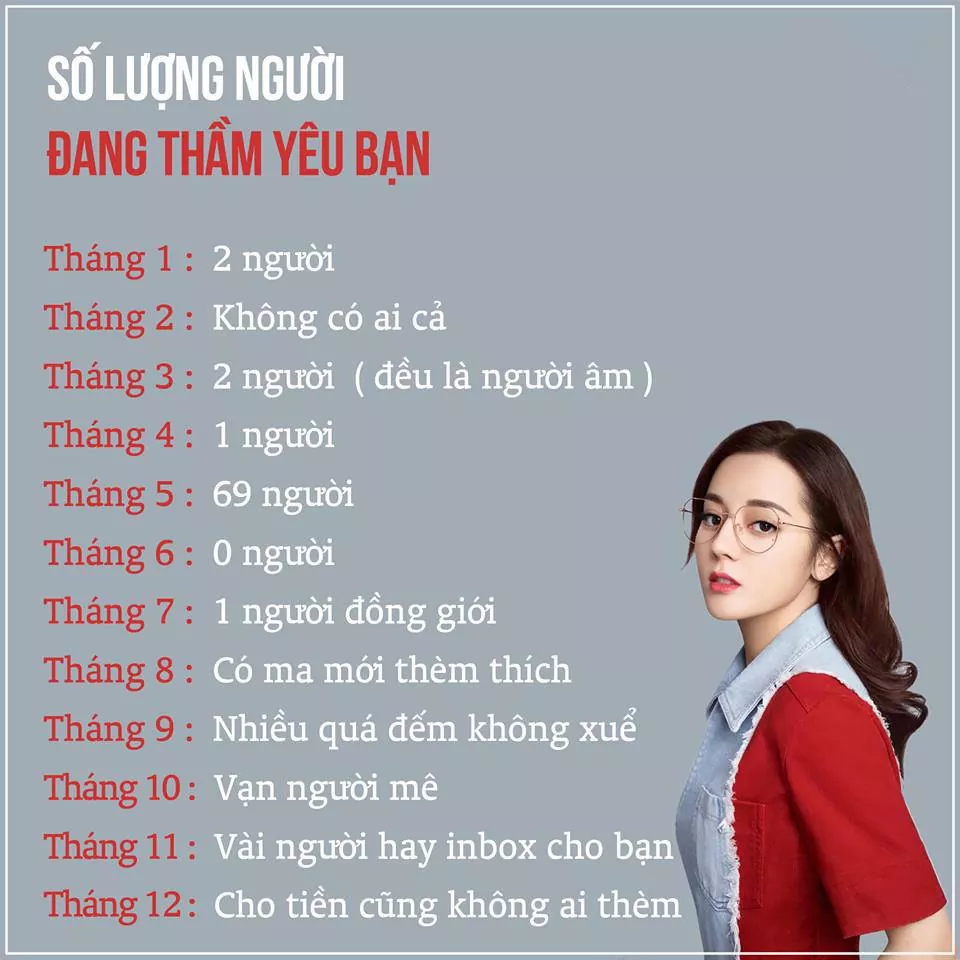 SỐ LƯỢNG NGƯỜI
ĐANG THẦM YÊU BẠN
Tháng 1 : 2 người
Tháng 2 : Không có ai cả
Tháng 3 : 2 người ( đều là người âm )
Tháng 4 : 1 người
Tháng 5 : 69 người
Tháng 6 : 0 người
Tháng 7 : 1 người đồng giới
Tháng 8 : Có ma mới thèm thích
Tháng 9 : Nhiều quá đếm không xuể
Tháng 10 : Vạn người mê
Tháng 11 : Vài người hay inbox cho bạn
Tháng 12 : Cho tiền cũng không ai thèm